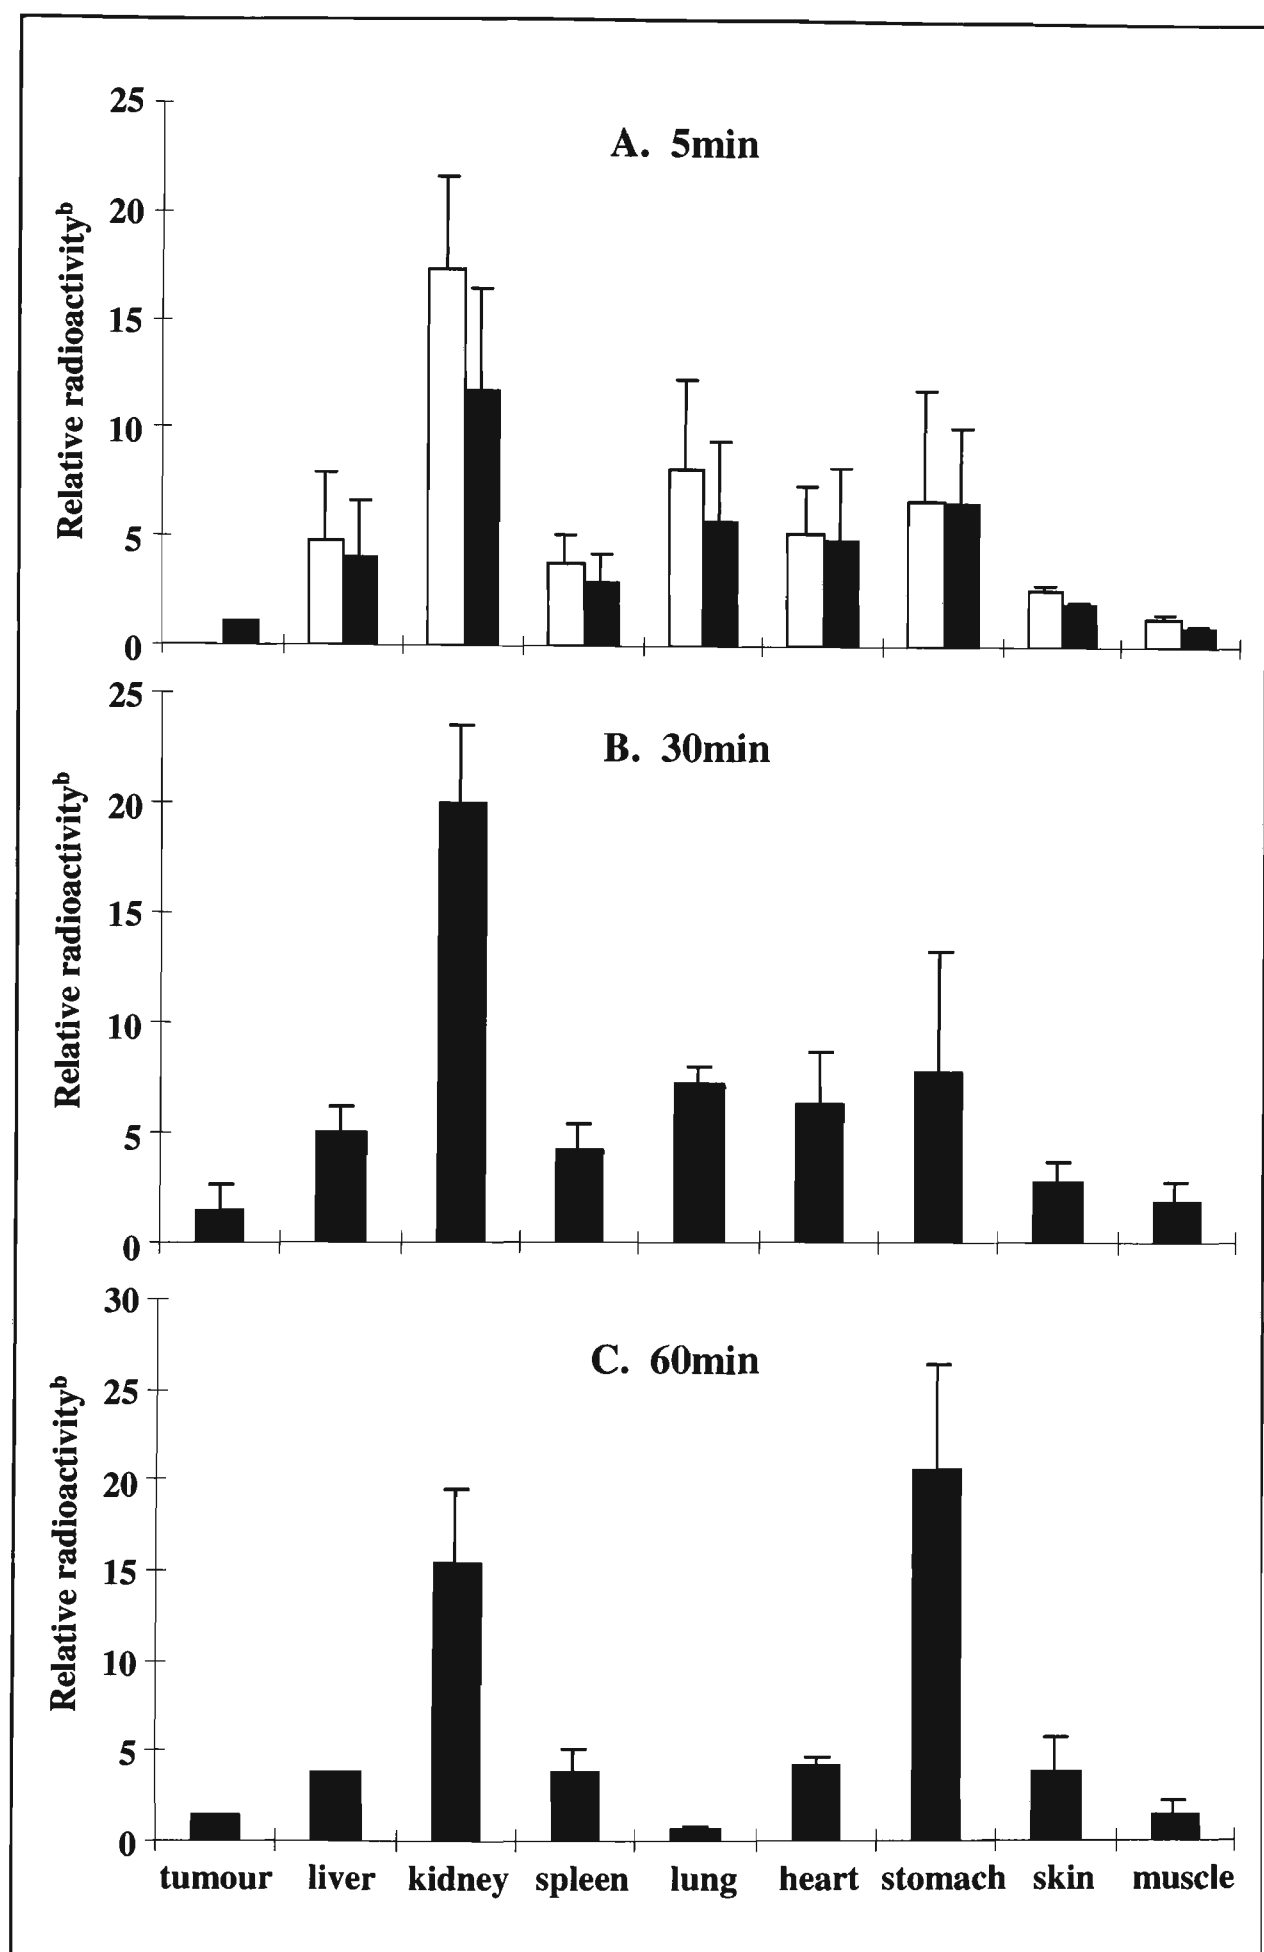 A. 5min
Relative radioactivityᵇ
25
20
15
10
5
0
B. 30min
Relative radioactivityᵇ
25
20
15
10
5
0
C. 60min
Relative radioactivityᵇ
30
25
20
15
10
5
0
tumour liver kidney spleen lung heart stomach skin muscle